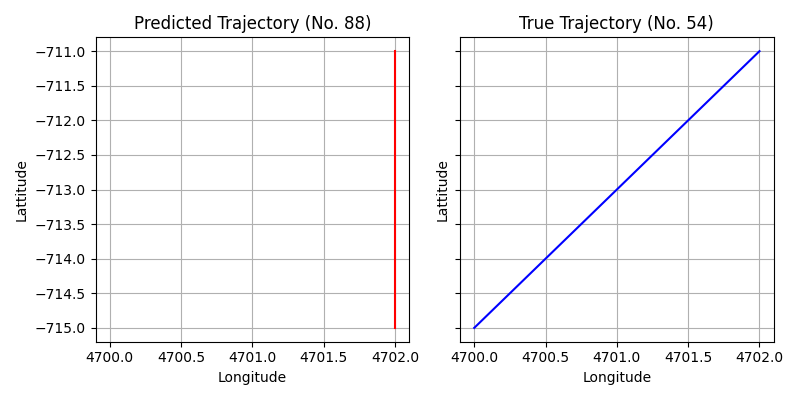 Predicted Trajectory (No. 88)
−711.0
−711.5
−712.0
−712.5
−713.0
−713.5
−714.0
−714.5
−715.0
Lattitude
4700.0 4700.5 4701.0 4701.5 4702.0
Longitude
True Trajectory (No. 54)
Lattitude
4700.0 4700.5 4701.0 4701.5 4702.0
Longitude